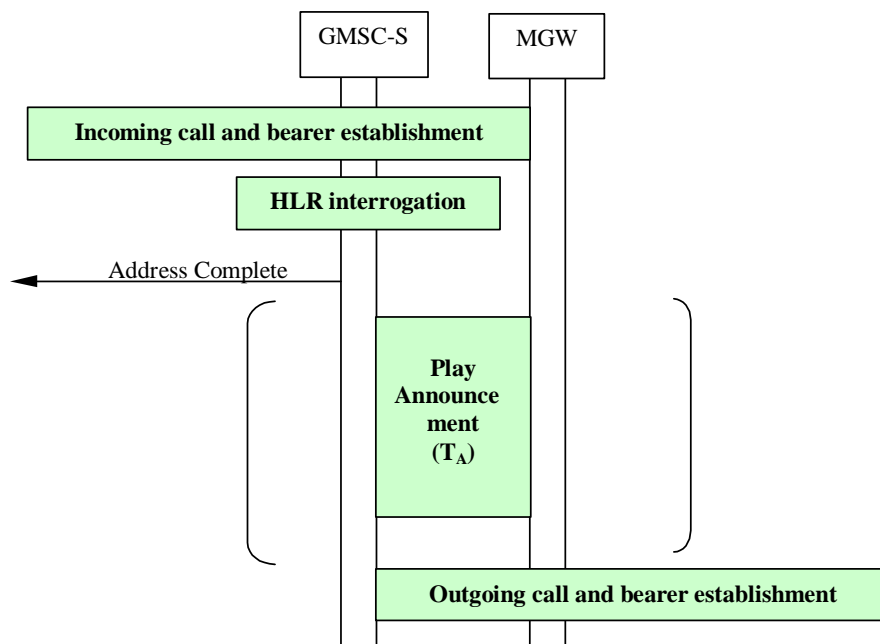 GMSC-S
MGW
Incoming call and bearer establishment
HLR interrogation
Address Complete
Play
Announce
ment
(TA)
Outgoing call and bearer establishment